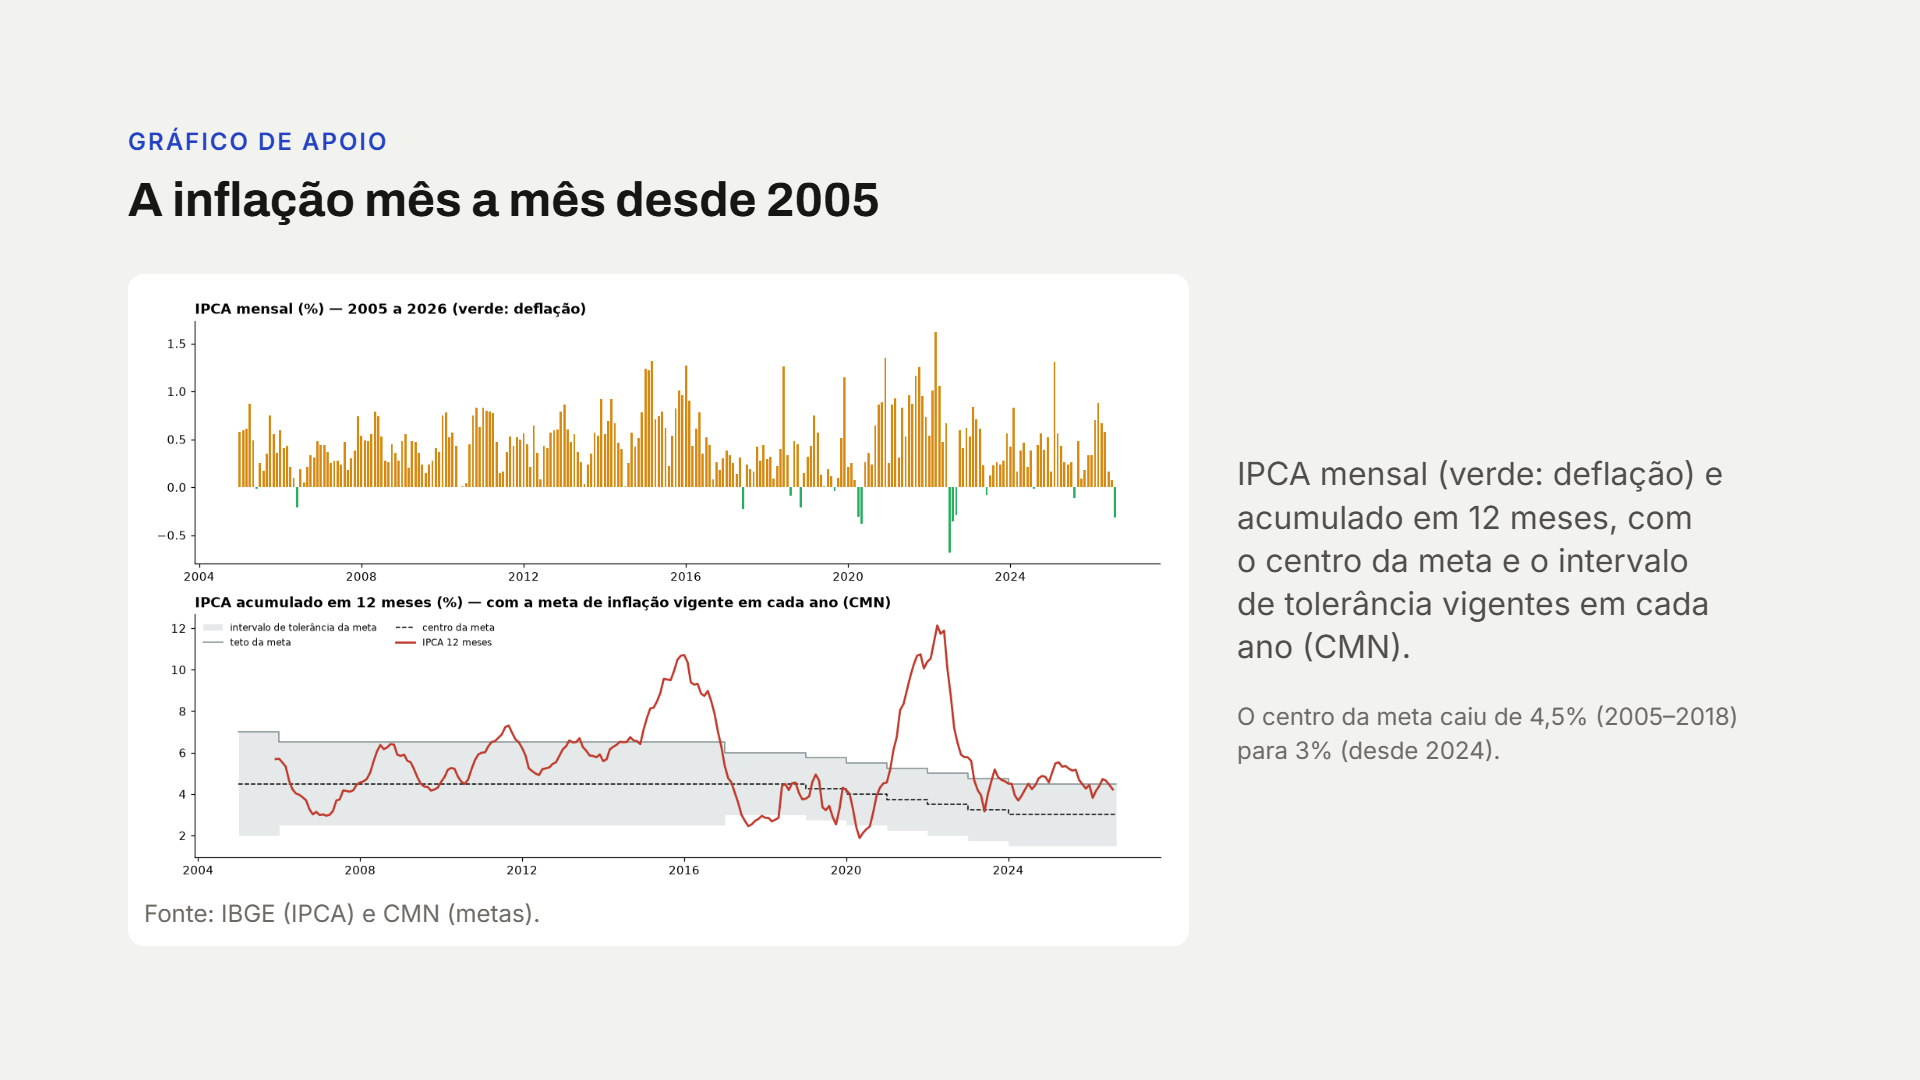 GRÁFICO DE APOIO
A inflação mês a mês desde 2005
IPCA mensal (%) — 2005 a 2026 (verde: deflação)
1.5
1.0
0.5
0.0
−0.5
2004 2008 2012 2016 2020 2024
IPCA acumulado em 12 meses (%) — com a meta de inflação vigente em cada ano (CMN)
intervalo de tolerância da meta
teto da meta
centro da meta
IPCA 12 meses
12
10
8
6
4
2
2004 2008 2012 2016 2020 2024
Fonte: IBGE (IPCA) e CMN (metas).
IPCA mensal (verde: deflação) e
acumulado em 12 meses, com
o centro da meta e o intervalo
de tolerância vigentes em cada
ano (CMN).
O centro da meta caiu de 4,5% (2005–2018)
para 3% (desde 2024).